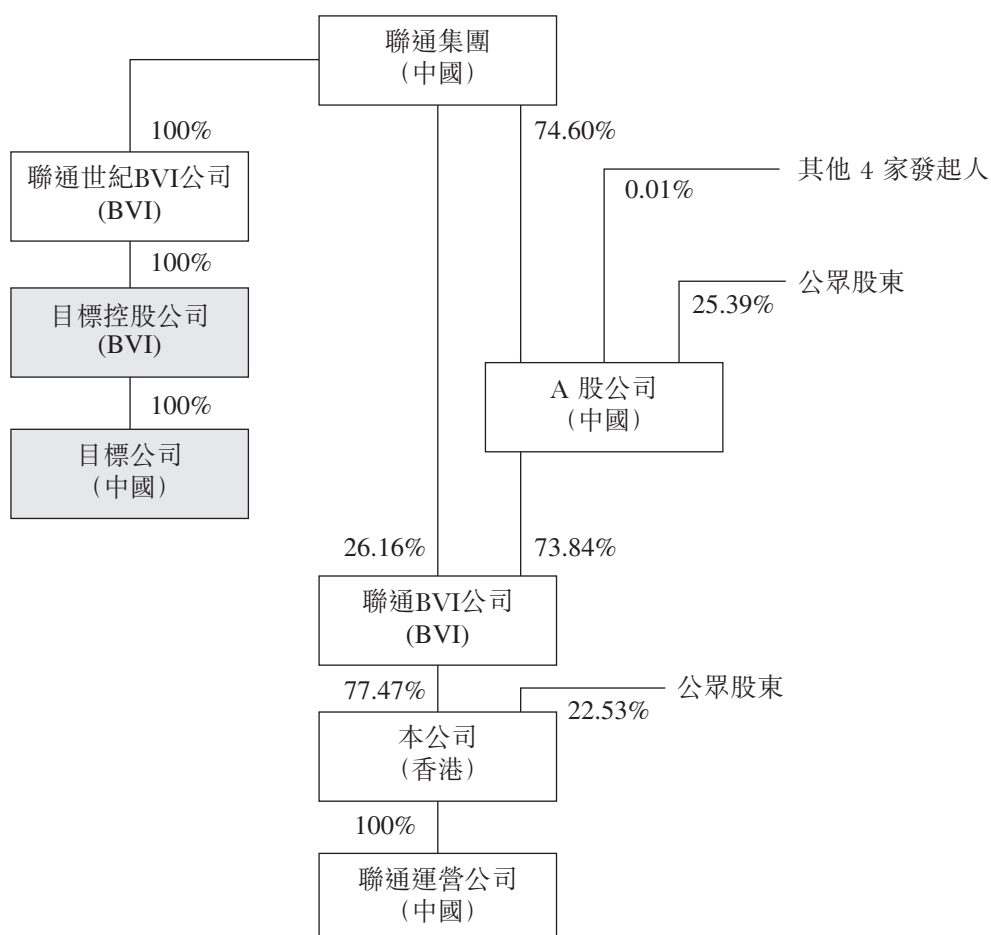 聯通集團
（中國）
100%
74.60%
其他 4 家發起人
0.01%
聯通世紀BVI公司
(BVI)
100%
公眾股東
25.39%
目標控股公司
(BVI)
A 股公司
（中國）
100%
目標公司
（中國）
26.16%
73.84%
聯通BVI公司
(BVI)
77.47%
公眾股東
22.53%
本公司
（香港）
100%
聯通運營公司
（中國）